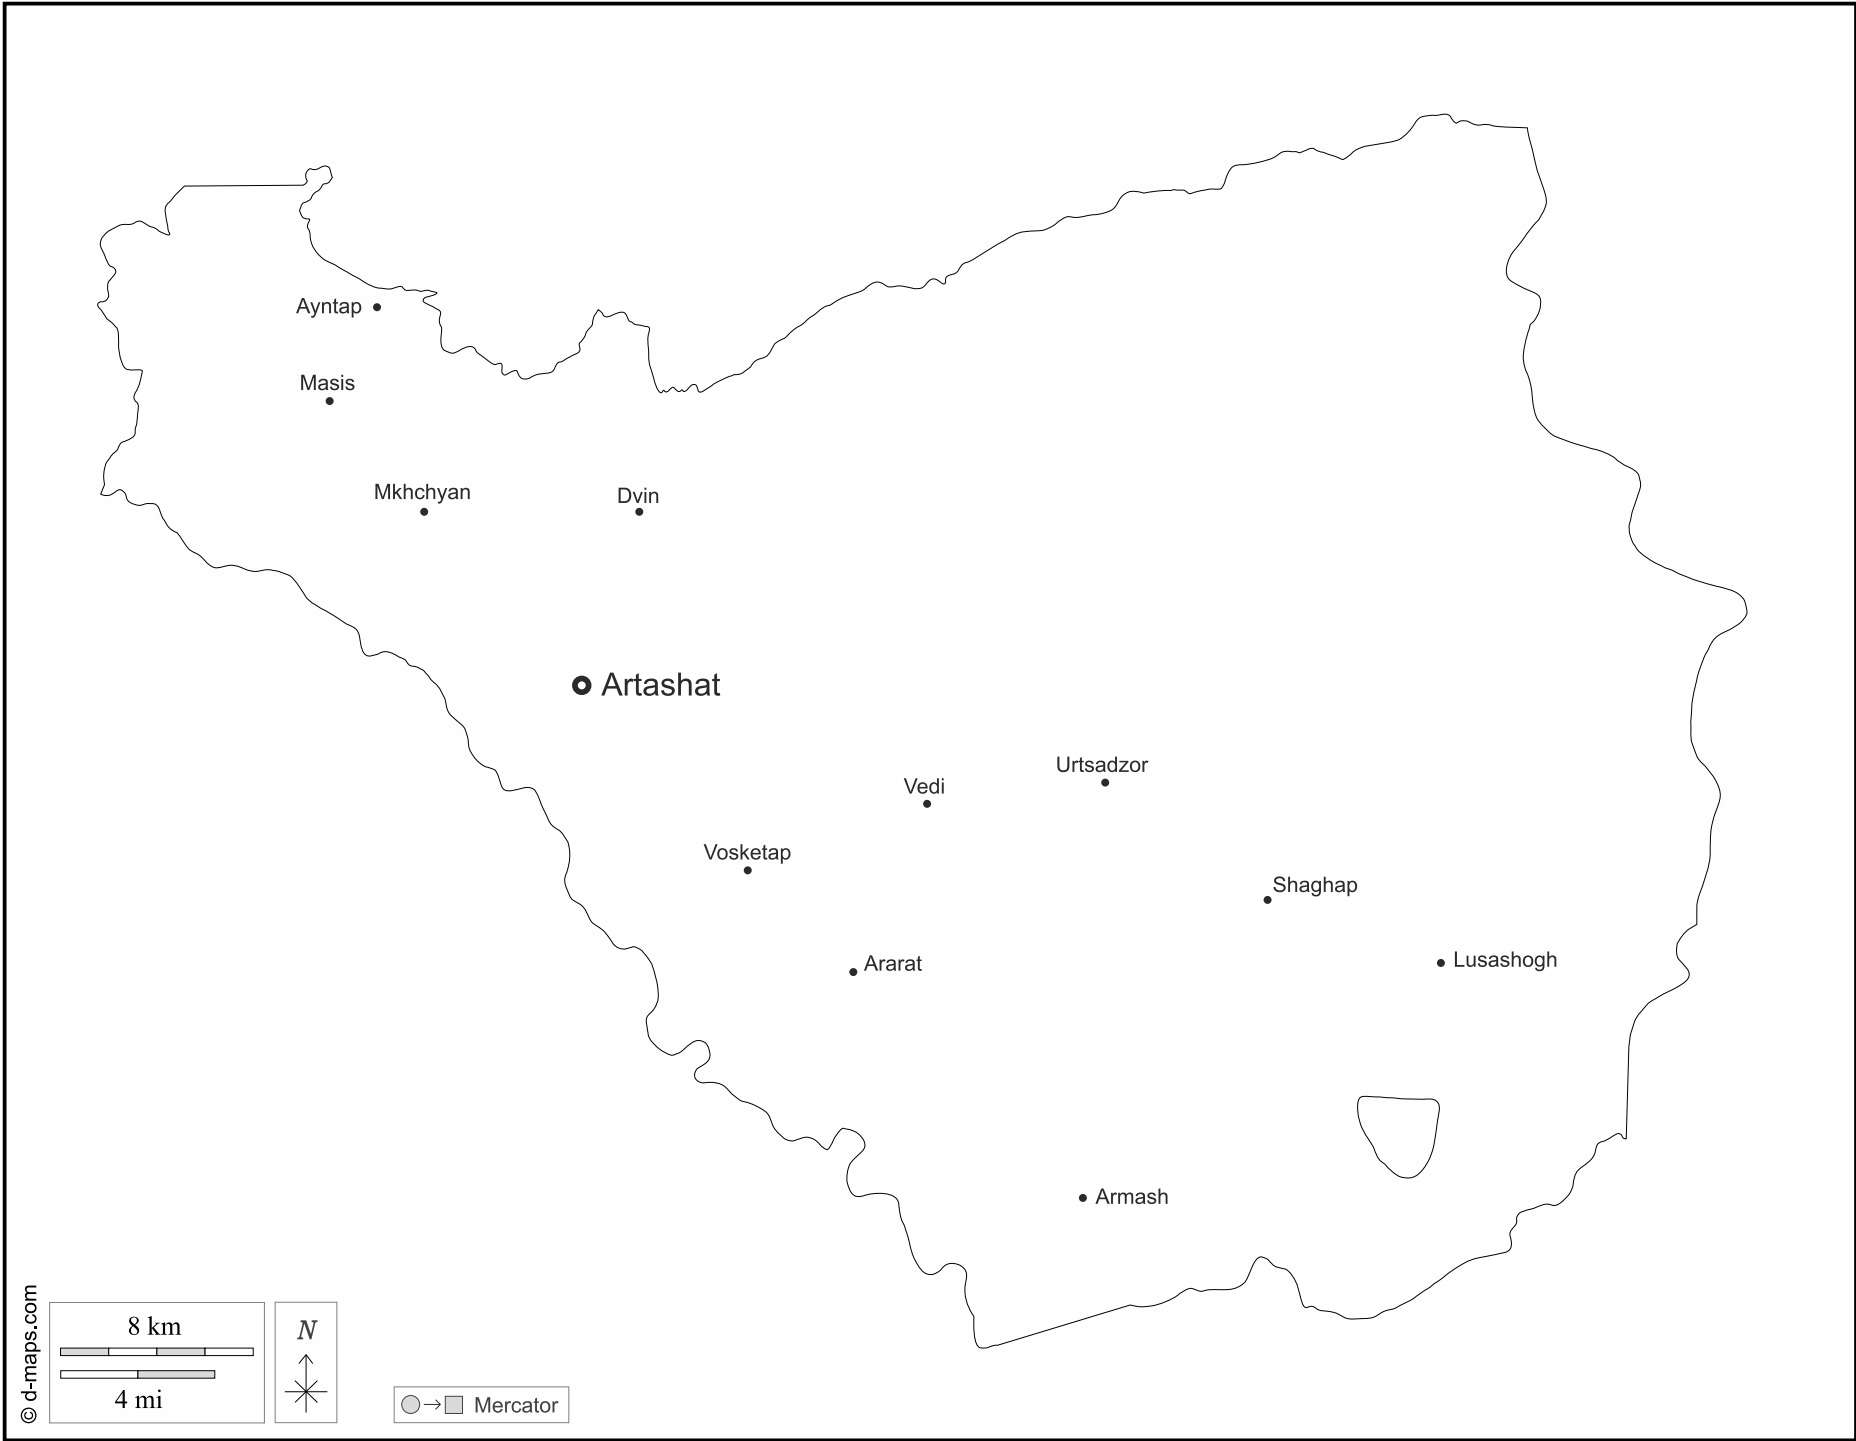 Ayntap
Masis
Mkhchyan
Dvin
Artashat
Urtsadzor
Vedi
Vosketap
Shaghap
Lusashogh
Ararat
Armash
© d-maps.com
8 km
4 mi
N
Mercator